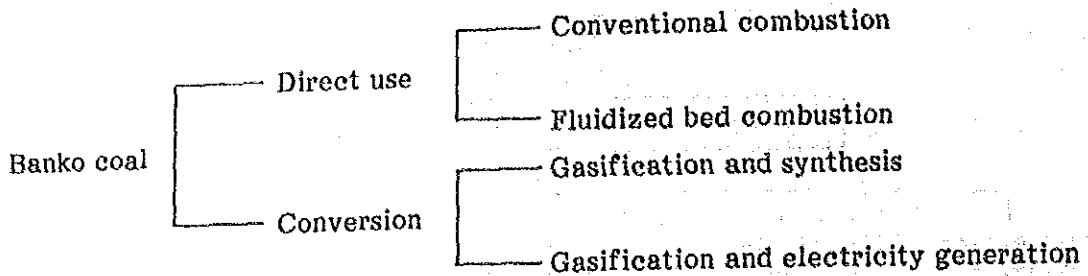 Conventional combustion
Direct use
Fluidized bed combustion
Banko coal
Gasification and synthesis
Conversion
Gasification and electricity generation